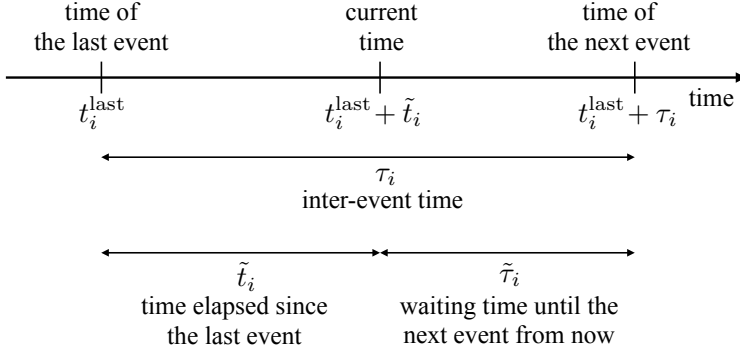 time of
the last event
current
time
time of
the next event
t_i^last
t_i^last + t̃_i
t_i^last + τ_i
time
τ_i
inter-event time
t̃_i
time elapsed since
the last event
τ̃_i
waiting time until the
next event from now